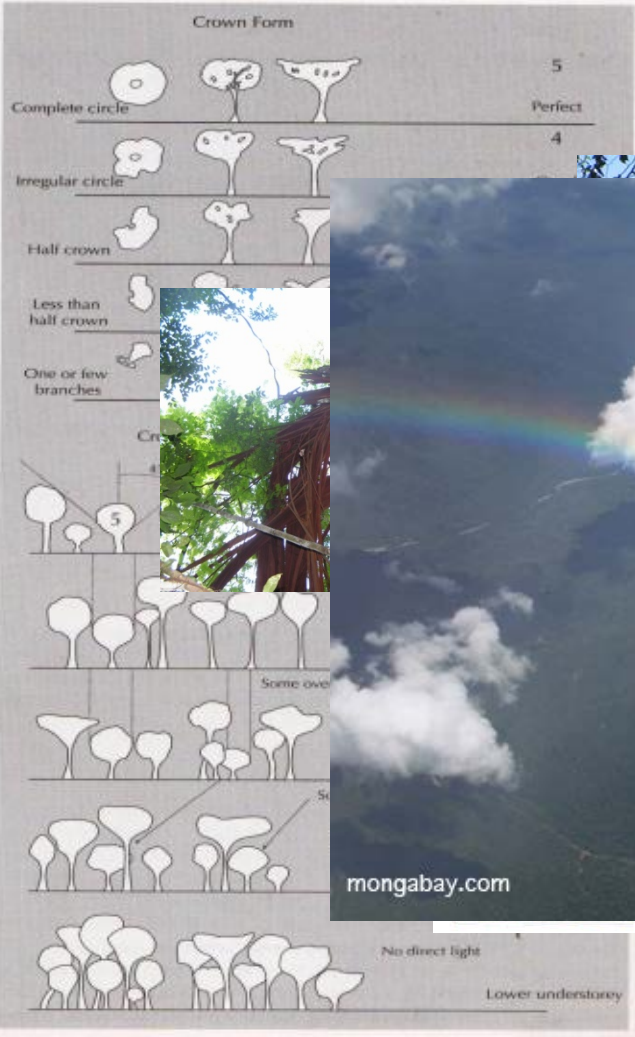 Crown Form
5
Complete circle
Perfect
4
Irregular circle
Half crown
Less than
half crown
One or few
branches
5
Some
No direct light
Lower understorey
mongabay.com